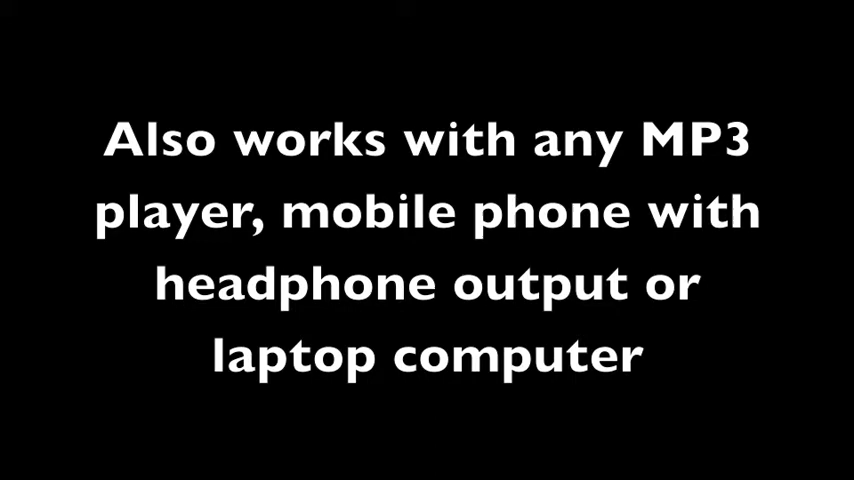 Also works with any MP3
player, mobile phone with
headphone output or
laptop computer